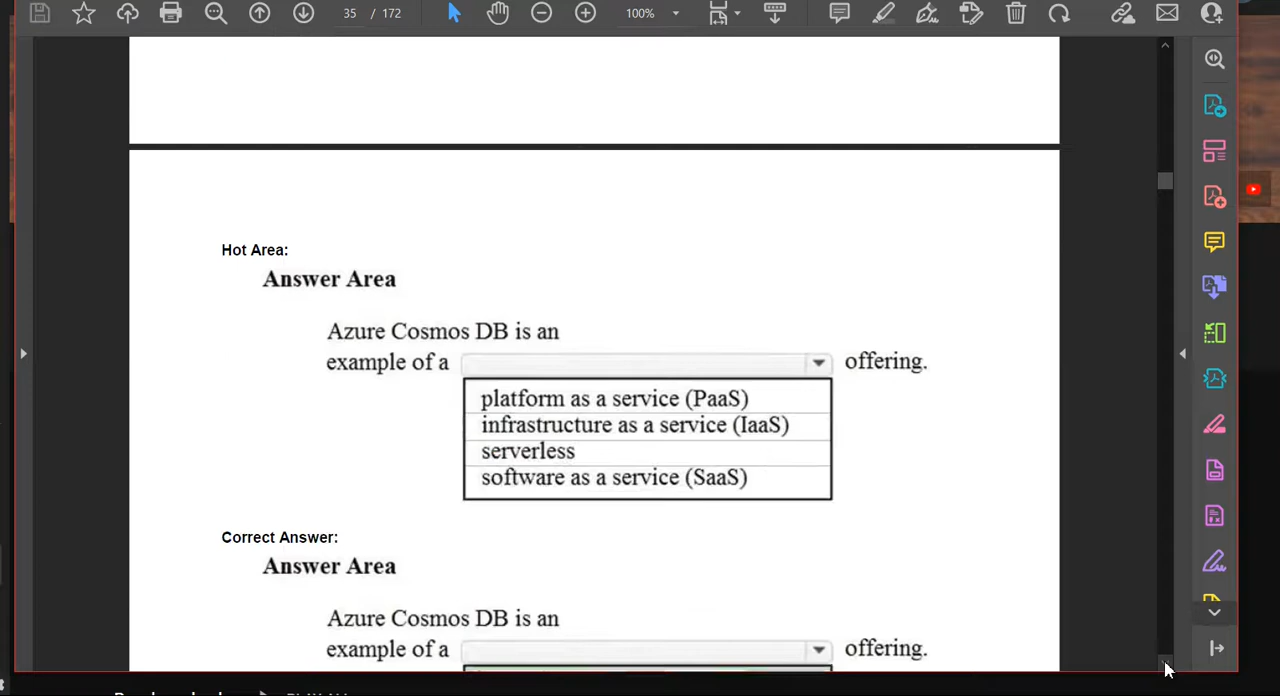 35 / 172
100%
Hot Area:
Answer Area
Azure Cosmos DB is an
example of a
offering.
platform as a service (PaaS)
infrastructure as a service (IaaS)
serverless
software as a service (SaaS)
Correct Answer:
Answer Area
Azure Cosmos DB is an
example of a
offering.